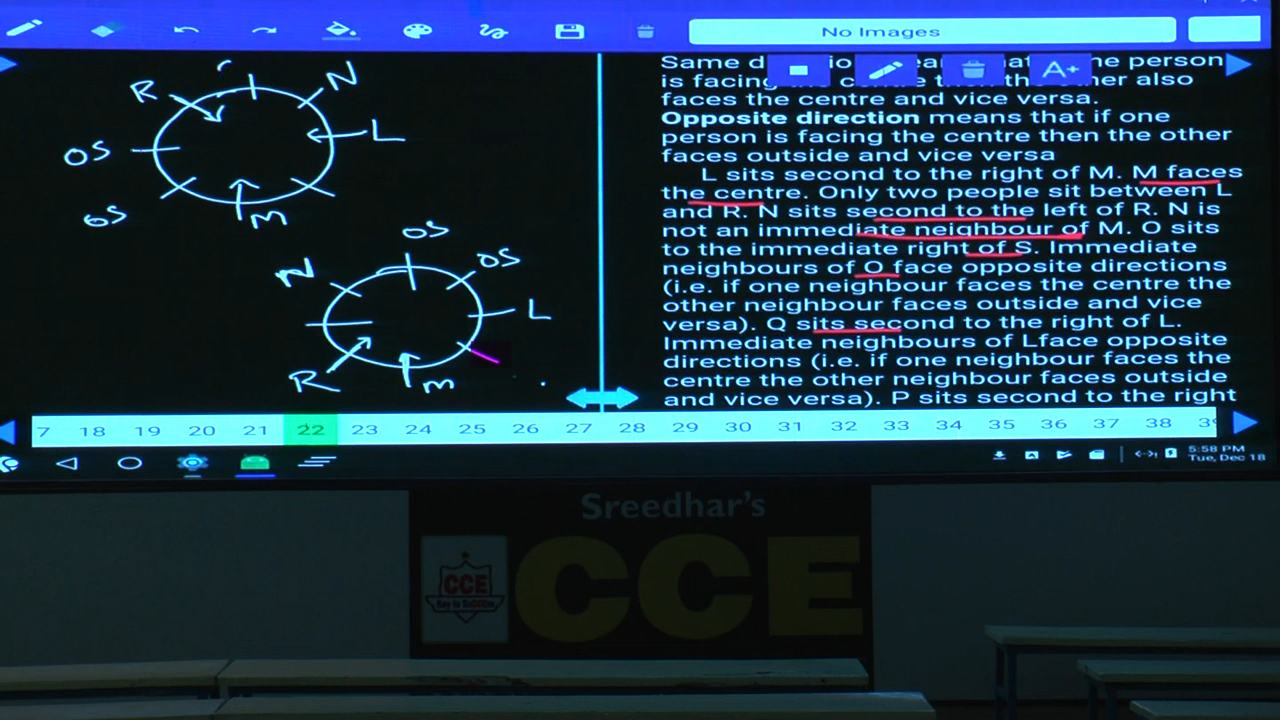 No Images
Same d
he person
is facing
also
faces the centre and vice versa.
Opposite direction means that if one
person is facing the centre then the other
faces outside and vice versa
L sits second to the right of M. M faces
the centre. Only two people sit between L
and R. N sits second to the left of R. N is
not an immediate neighbour of M. O sits
to the immediate right of S. Immediate
neighbours of O face opposite directions
(i.e. if one neighbour faces the centre the
other neighbour faces outside and vice
versa). Q sits second to the right of L.
Immediate neighbours of Lface opposite
directions (i.e. if one neighbour faces the
centre the other neighbour faces outside
and vice versa). P sits second to the right
A+
R
N
L
OS
OS
M
OS
N
OS
L
R
M
7 18 19 20 21 22 23 24 25 26 27 28 29 30 31 32 33 34 35 36 37 38 39
5:58 PM
Tue, Dec 18
Sreedhar's
CCE
CCE